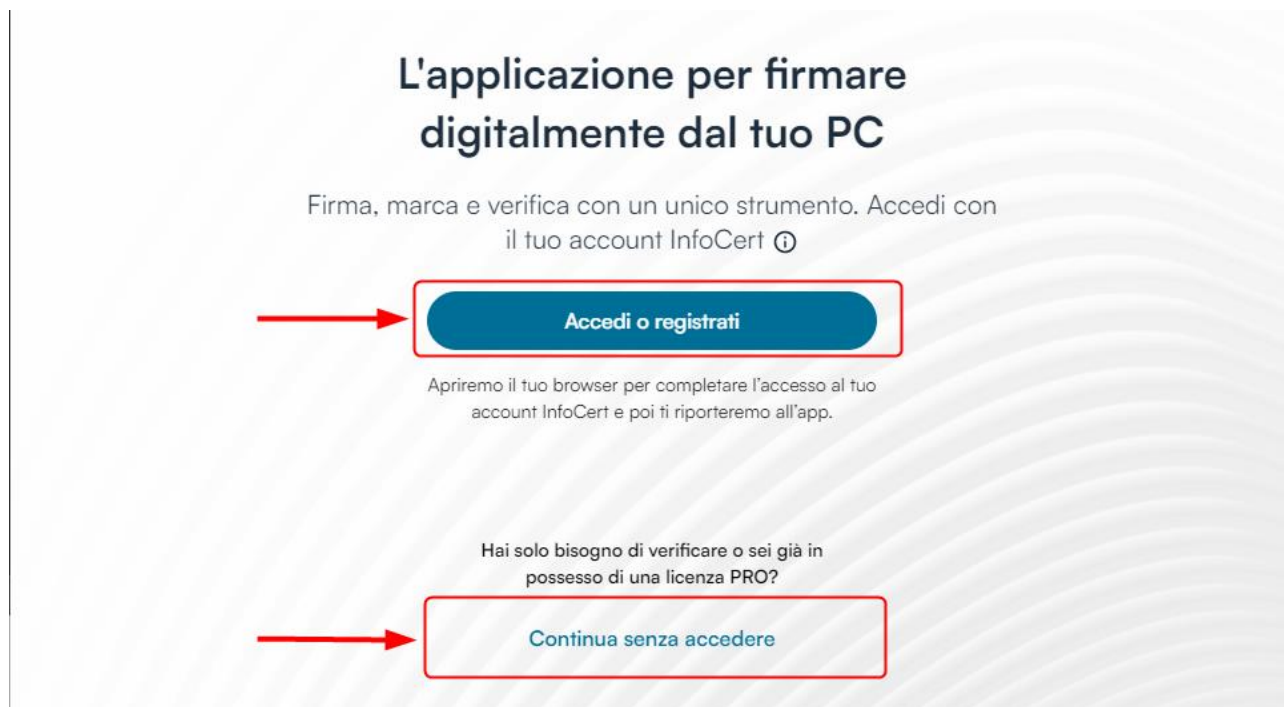 L'applicazione per firmare
digitalmente dal tuo PC
Firma, marca e verifica con un unico strumento. Accedi con
il tuo account InfoCert
Accedi o registrati
Apriremo il tuo browser per completare l’accesso al tuo
account InfoCert e poi ti riporteremo all’app.
Hai solo bisogno di verificare o sei già in
possesso di una licenza PRO?
Continua senza accedere